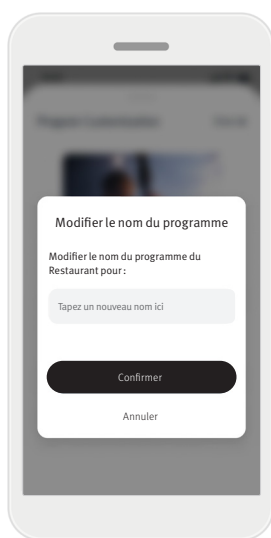 Modifier le nom du programme
Modifier le nom du programme du
Restaurant pour :
Tapez un nouveau nom ici
Confirmer
Annuler